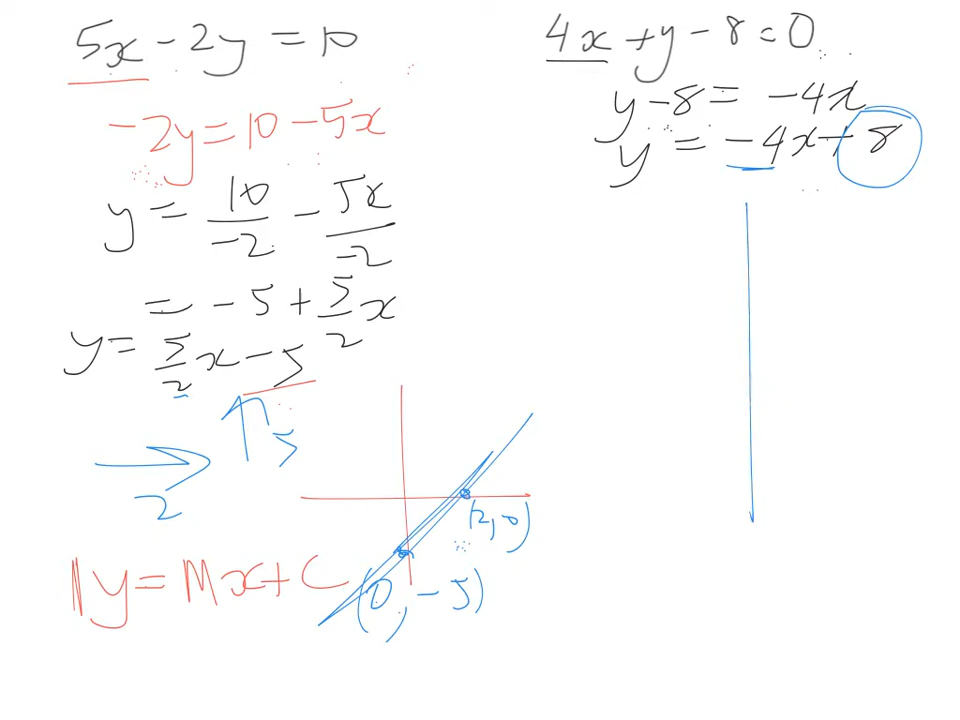 5x - 2y = 10
-2y = 10 - 5x
y = 10/-2 - 5x/-2
= -5 + 5/2 x
y = 5/2 x - 5
5
2
(2, 0)
y = Mx + C
(0, -5)
4x + y - 8 = 0
y - 8 = -4x
y = -4x + 8